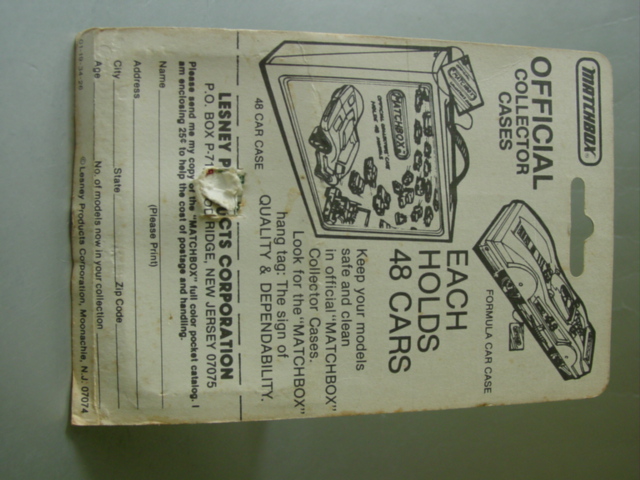 MATCHBOX
OFFICIAL
COLLECTOR
CASES
MATCHBOX
48 CAR CASE
FORMULA CAR CASE
EACH
HOLDS
48 CARS
Keep your models
safe and clean
in official "MATCHBOX"
Collector Cases.
Look for the "MATCHBOX"
hang tag: The sign of
QUALITY & DEPENDABILITY.
LESNEY CTS CORPORATION
P.O. BOX RIDGE, NEW JERSEY 07075
Please send me my copy of the "MATCHBOX" full color pocket catalog. I
am enclosing 25¢ to help the cost of postage and handling.
Name
(Please Print)
Address
City State Zip Code
Age No. of models now in your collection
© Lesney Products Corporation, Moonachie, N.J. 07074